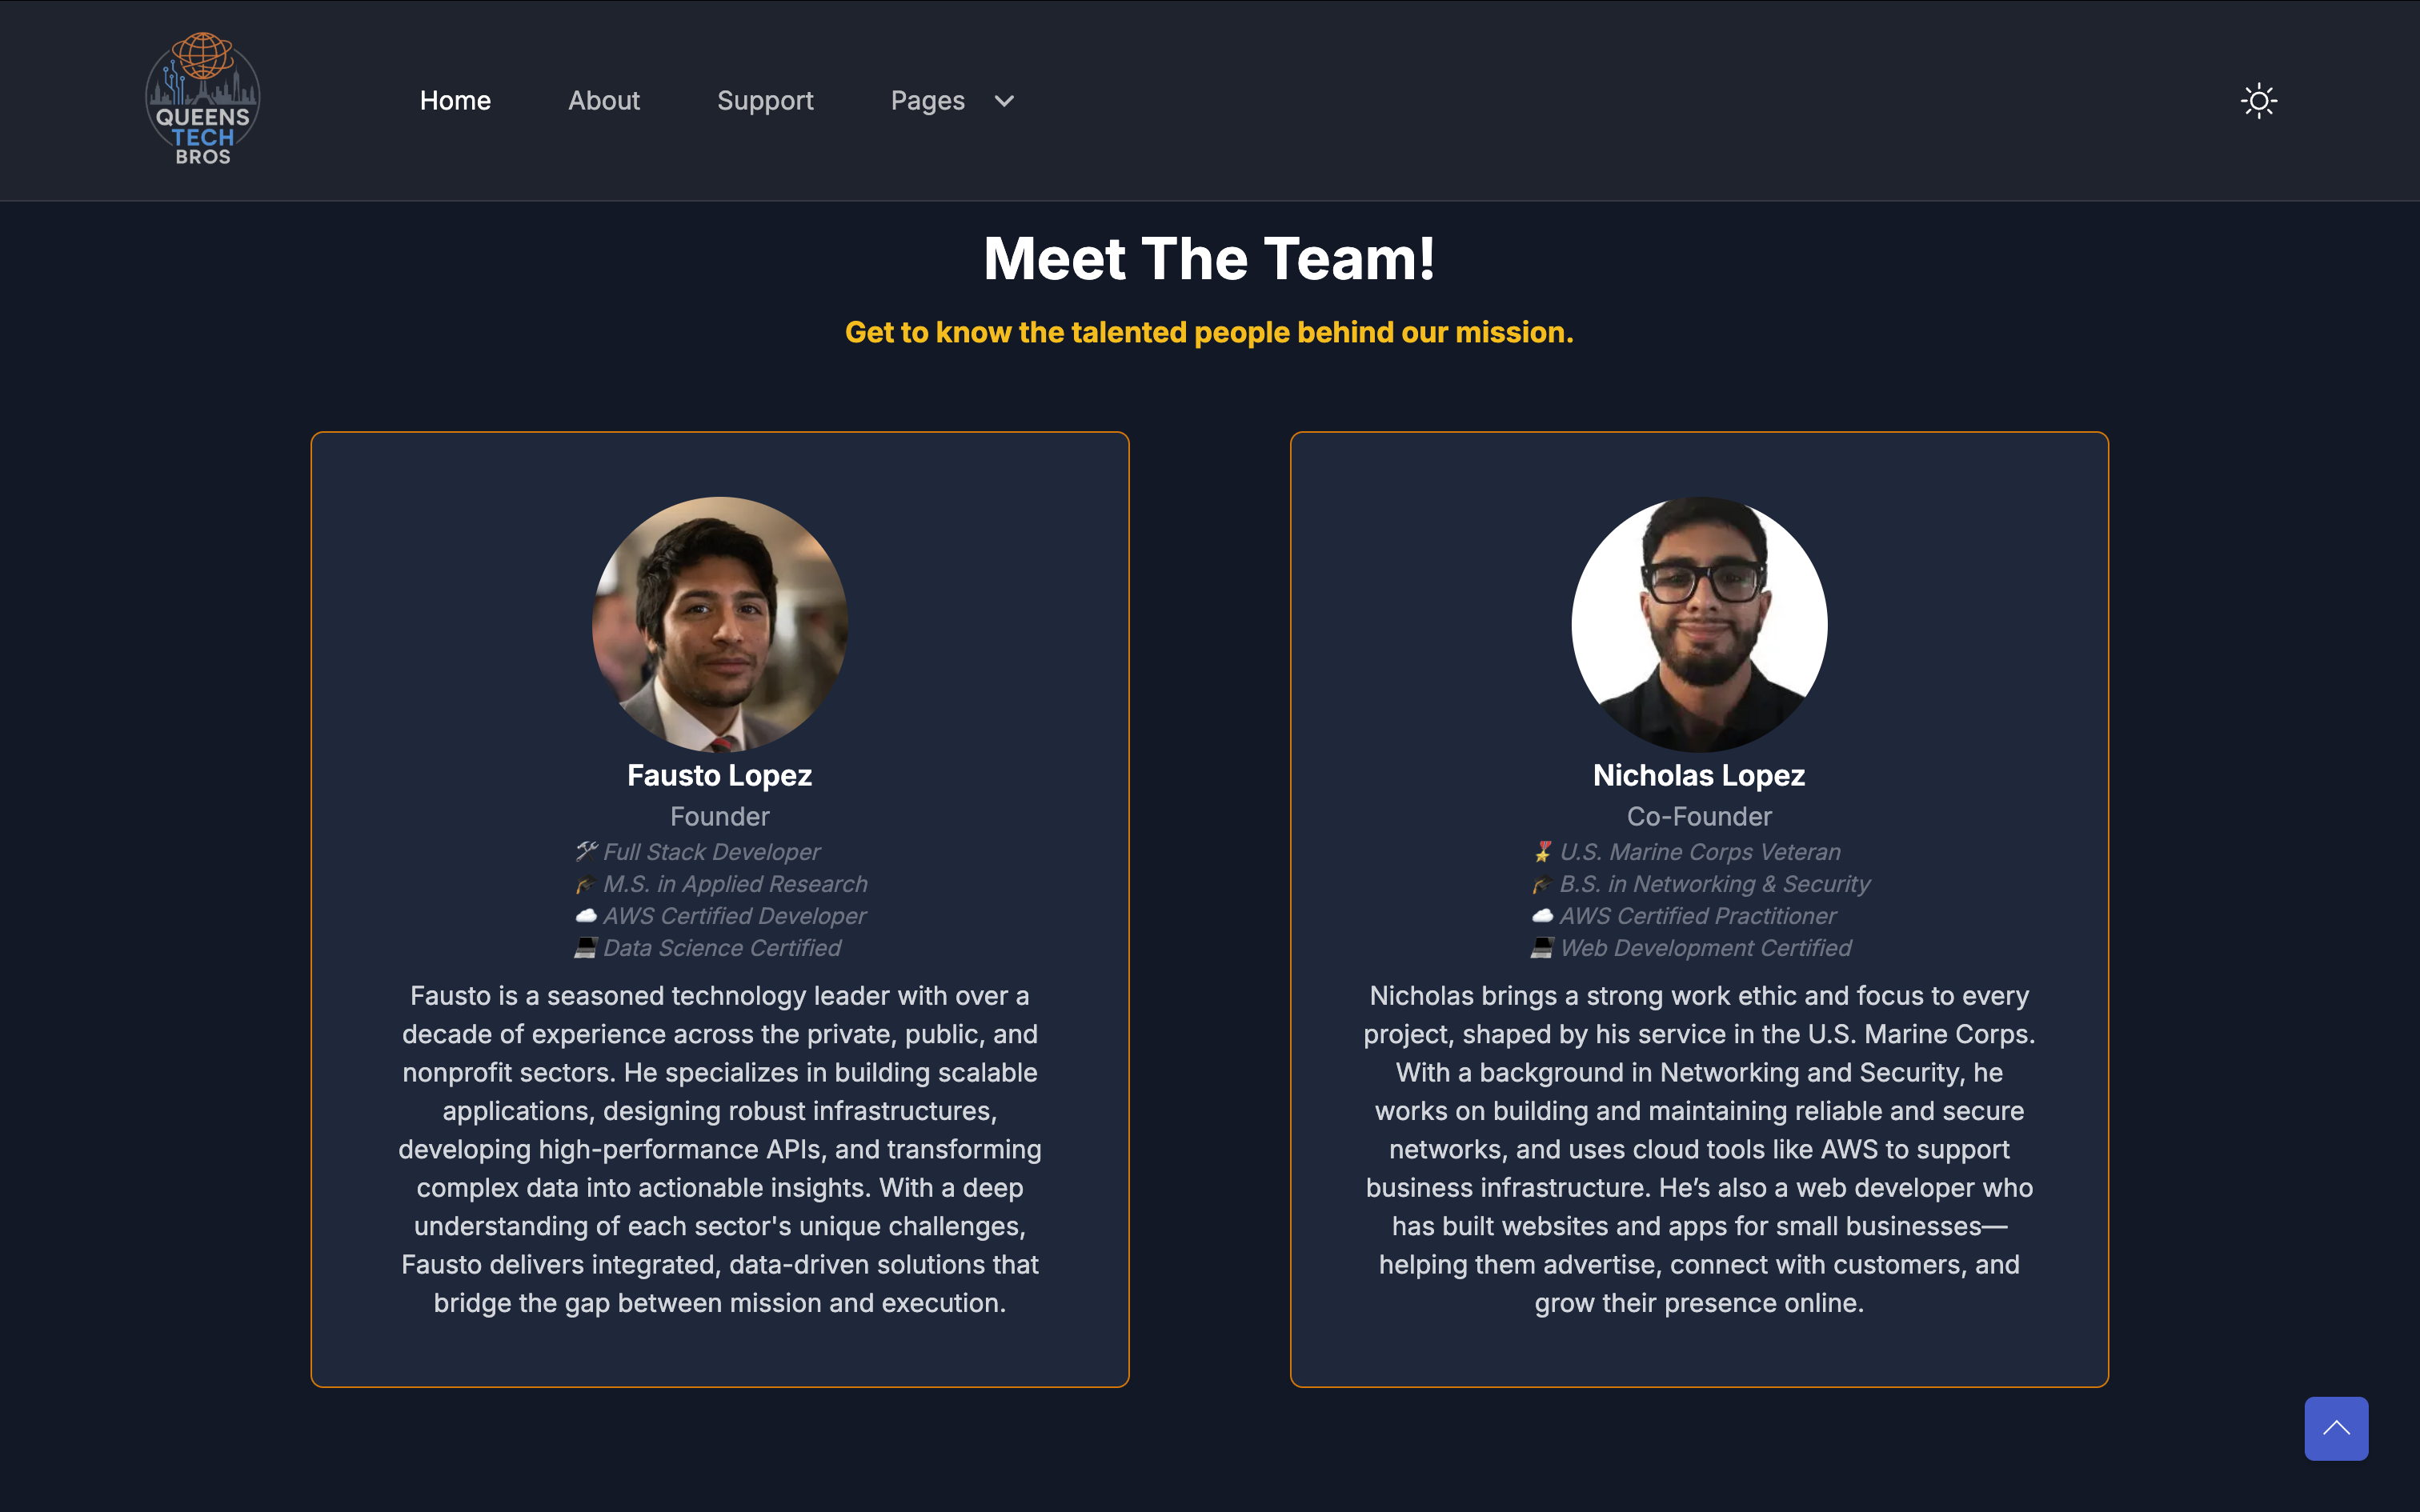 QUEENS
TECH
BROS
Home
About
Support
Pages
Meet The Team!
Get to know the talented people behind our mission.
Fausto Lopez
Founder
🛠 Full Stack Developer
🎓 M.S. in Applied Research
☁️ AWS Certified Developer
💻 Data Science Certified
Fausto is a seasoned technology leader with over a
decade of experience across the private, public, and
nonprofit sectors. He specializes in building scalable
applications, designing robust infrastructures,
developing high-performance APIs, and transforming
complex data into actionable insights. With a deep
understanding of each sector's unique challenges,
Fausto delivers integrated, data-driven solutions that
bridge the gap between mission and execution.
Nicholas Lopez
Co-Founder
🎖 U.S. Marine Corps Veteran
🎓 B.S. in Networking & Security
☁️ AWS Certified Practitioner
💻 Web Development Certified
Nicholas brings a strong work ethic and focus to every
project, shaped by his service in the U.S. Marine Corps.
With a background in Networking and Security, he
works on building and maintaining reliable and secure
networks, and uses cloud tools like AWS to support
business infrastructure. He’s also a web developer who
has built websites and apps for small businesses—
helping them advertise, connect with customers, and
grow their presence online.